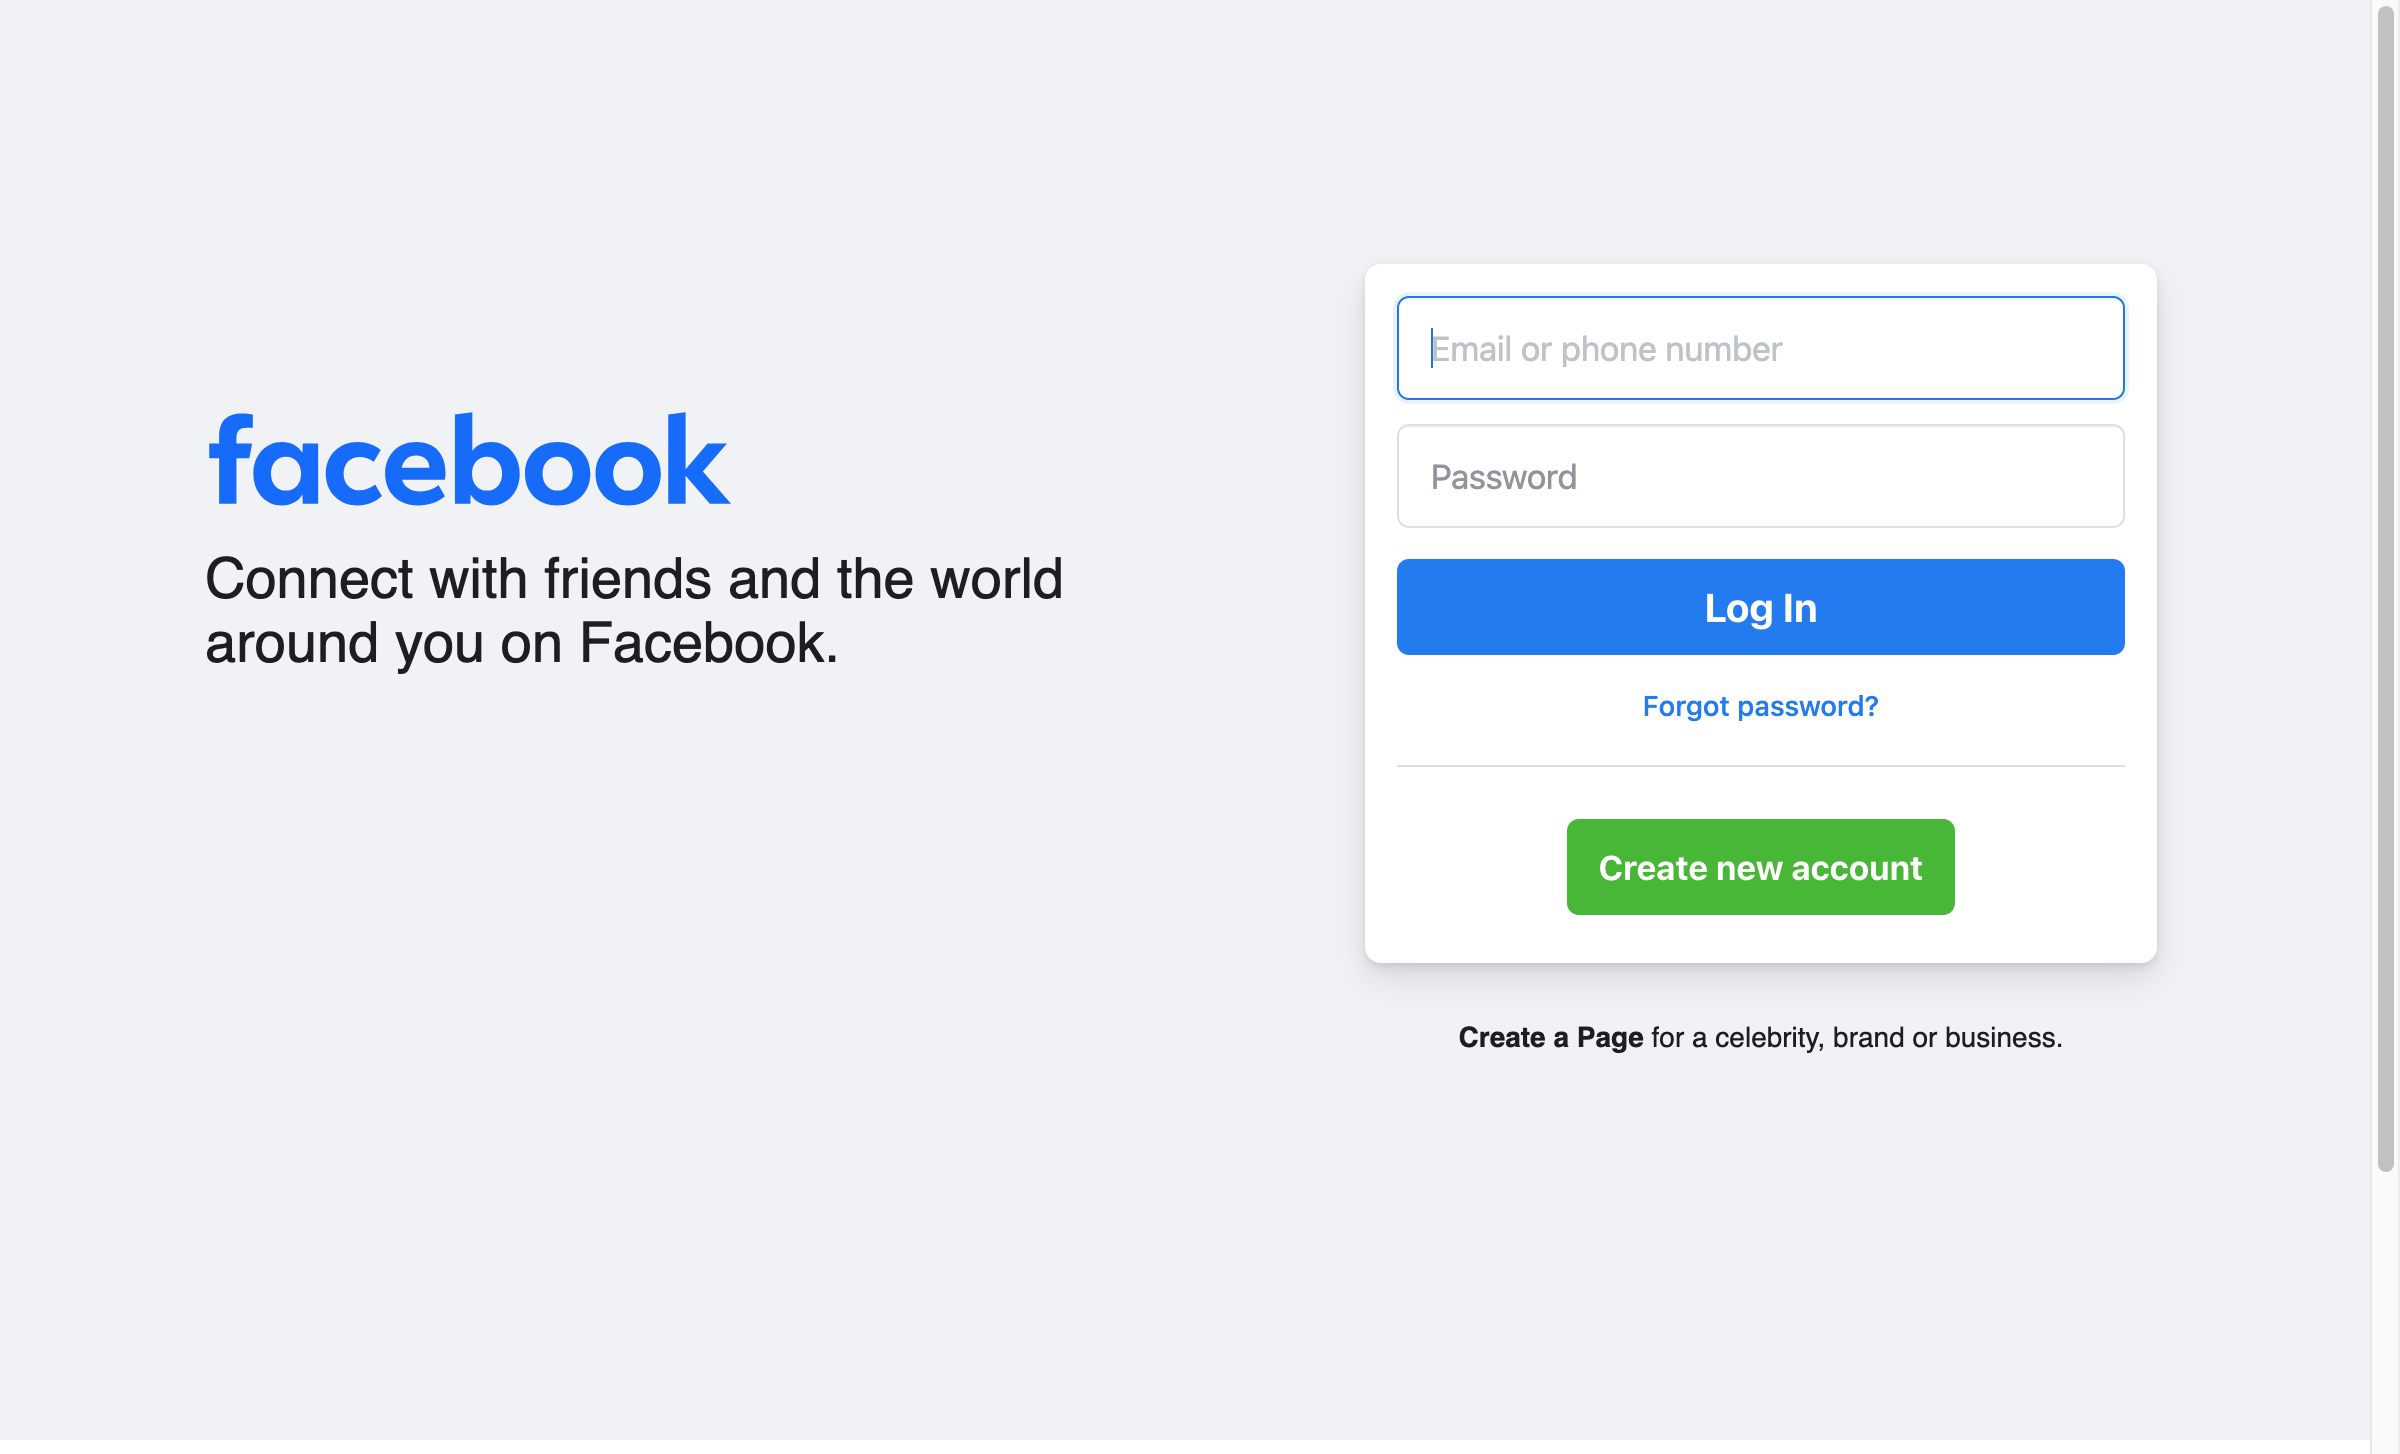 facebook
Connect with friends and the world
around you on Facebook.
Email or phone number
Password
Log In
Forgot password?
Create new account
Create a Page for a celebrity, brand or business.